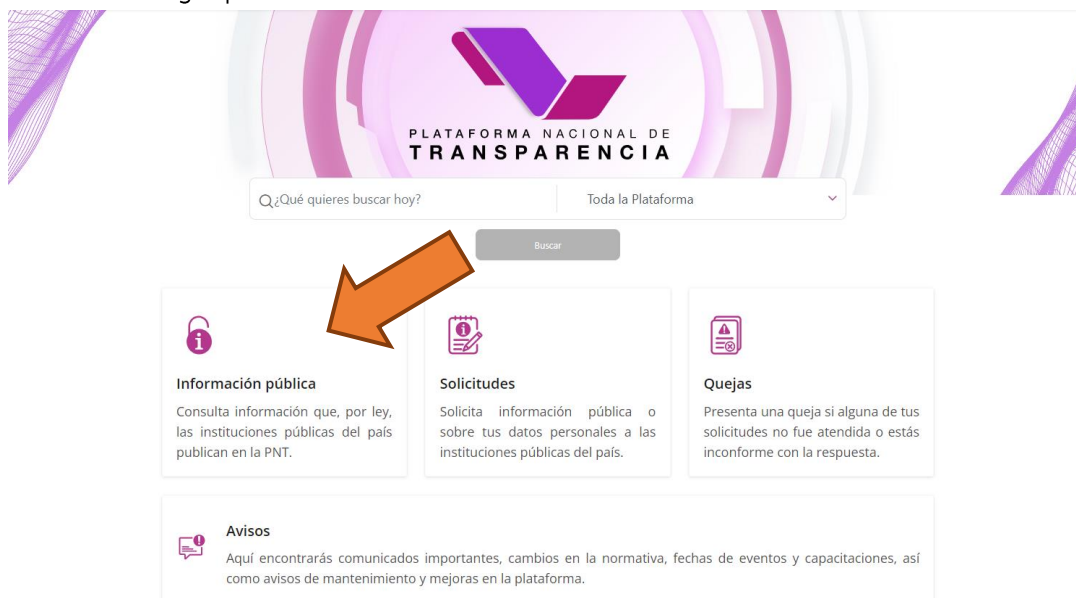 PLATAFORMA NACIONAL DE
TRANSPARENCIA
¿Qué quieres buscar hoy?
Toda la Plataforma
Buscar
Información pública
Consulta información que, por ley,
las instituciones públicas del país
publican en la PNT.
Solicitudes
Solicita información pública o
sobre tus datos personales a las
instituciones públicas del país.
Quejas
Presenta una queja si alguna de tus
solicitudes no fue atendida o estás
inconforme con la respuesta.
Avisos
Aquí encontrarás comunicados importantes, cambios en la normativa, fechas de eventos y capacitaciones, así
como avisos de mantenimiento y mejoras en la plataforma.